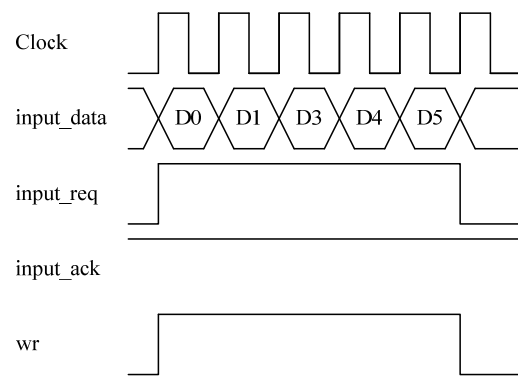 Clock
input_data
D0 D1 D3 D4 D5
input_req
input_ack
wr